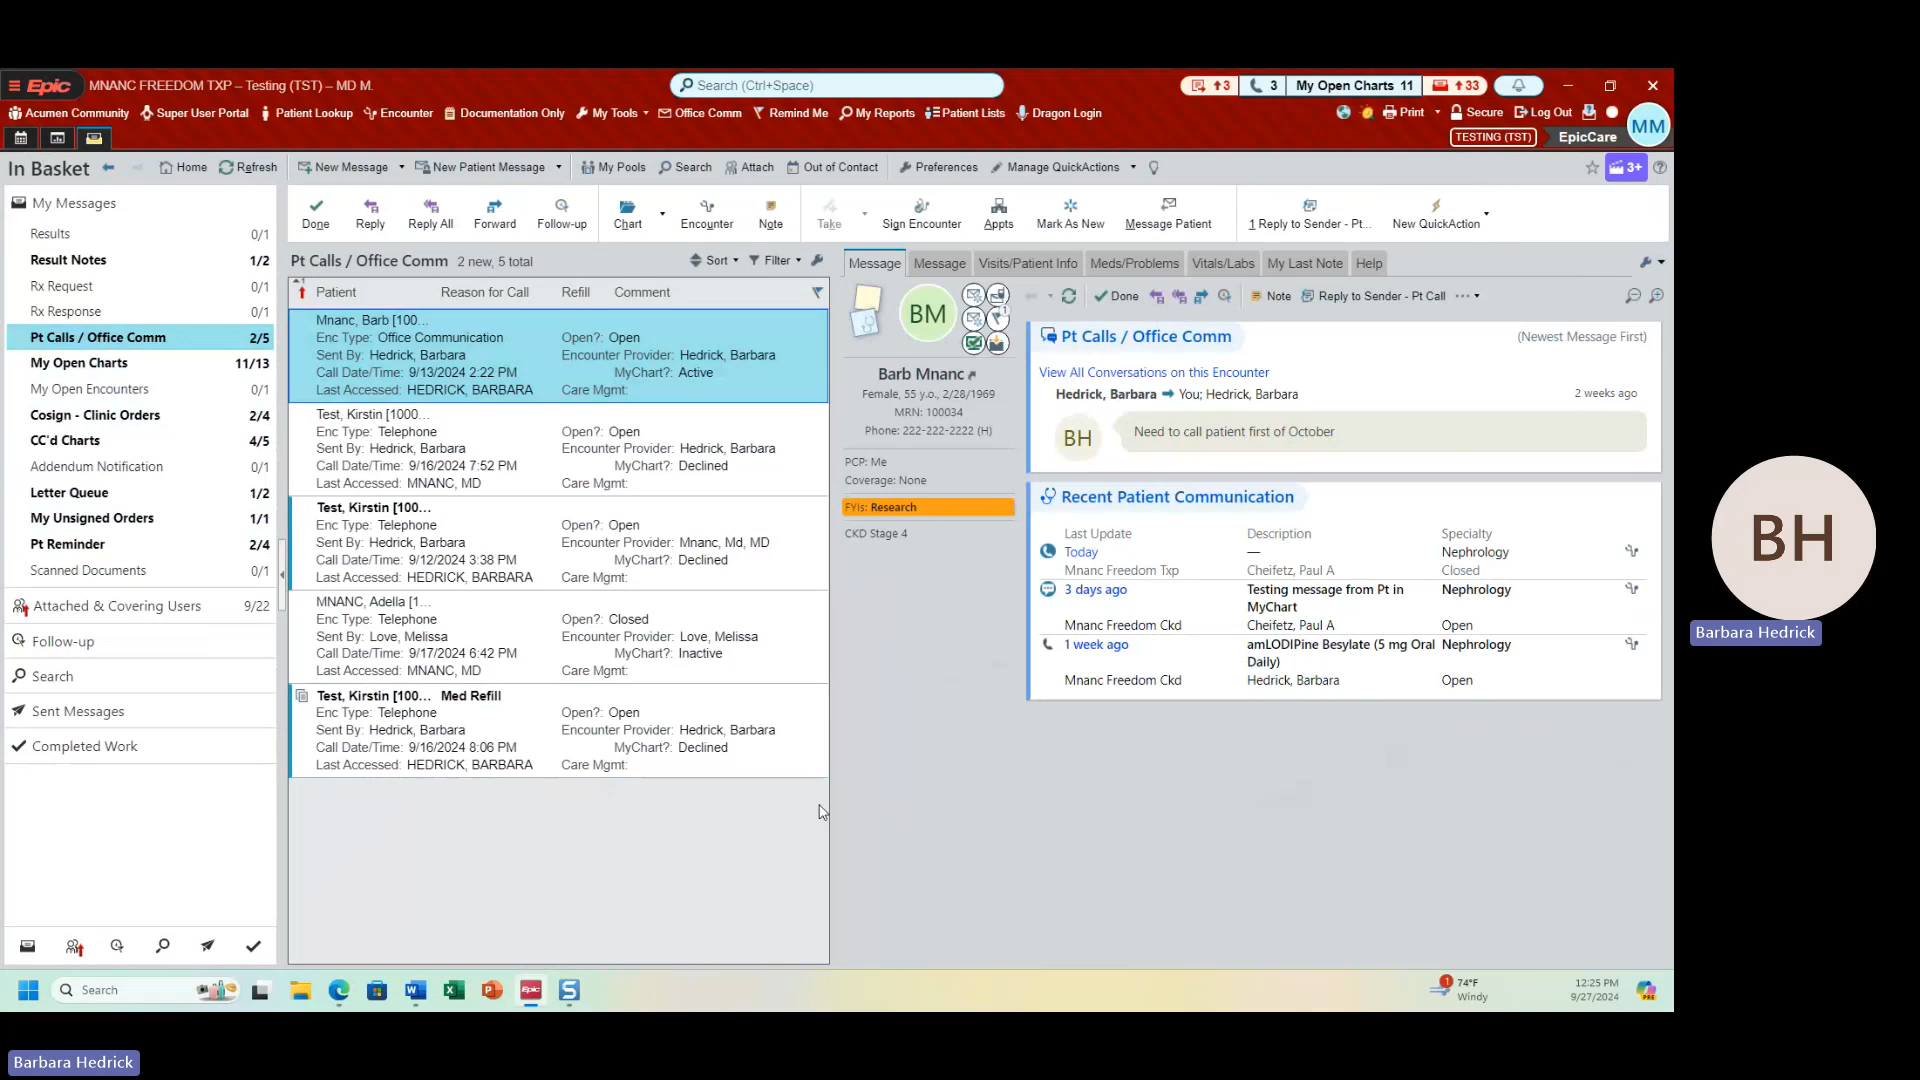 Epic MNANC FREEDOM TXP – Testing (TST) – MD M. Search (Ctrl+Space) 3 3 My Open Charts 11 33
Acumen Community Super User Portal Patient Lookup Encounter Documentation Only My Tools Office Comm Remind Me My Reports Patient Lists Dragon Login Print Secure Log Out
MM
TESTING (TST) EpicCare
In Basket Home Refresh New Message New Patient Message My Pools Search Attach Out of Contact Preferences Manage QuickActions 3+
My Messages
Results 0/1
Result Notes 1/2
Rx Request 0/1
Rx Response 0/1
Pt Calls / Office Comm 2/5
My Open Charts 11/13
My Open Encounters 0/1
Cosign - Clinic Orders 2/4
CC'd Charts 4/5
Addendum Notification 0/1
Letter Queue 1/2
My Unsigned Orders 1/1
Pt Reminder 2/4
Scanned Documents 0/1
Attached & Covering Users 9/22
Follow-up
Search
Sent Messages
Completed Work
Done Reply Reply All Forward Follow-up Chart Encounter Note Take Sign Encounter Appts Mark As New Message Patient 1 Reply to Sender - Pt... New QuickAction
Pt Calls / Office Comm 2 new, 5 total Sort Filter
Patient Reason for Call Refill Comment
Mnanc, Barb [100...
Enc Type: Office Communication Open?: Open
Sent By: Hedrick, Barbara Encounter Provider: Hedrick, Barbara
Call Date/Time: 9/13/2024 2:22 PM MyChart?: Active
Last Accessed: HEDRICK, BARBARA Care Mgmt:
Test, Kirstin [1000...
Enc Type: Telephone Open?: Open
Sent By: Hedrick, Barbara Encounter Provider: Hedrick, Barbara
Call Date/Time: 9/16/2024 7:52 PM MyChart?: Declined
Last Accessed: MNANC, MD Care Mgmt:
Test, Kirstin [100...
Enc Type: Telephone Open?: Open
Sent By: Hedrick, Barbara Encounter Provider: Mnanc, Md, MD
Call Date/Time: 9/12/2024 3:38 PM MyChart?: Declined
Last Accessed: HEDRICK, BARBARA Care Mgmt:
MNANC, Adella [1...
Enc Type: Telephone Open?: Closed
Sent By: Love, Melissa Encounter Provider: Love, Melissa
Call Date/Time: 9/17/2024 6:42 PM MyChart?: Inactive
Last Accessed: MNANC, MD Care Mgmt:
Test, Kirstin [100... Med Refill
Enc Type: Telephone Open?: Open
Sent By: Hedrick, Barbara Encounter Provider: Hedrick, Barbara
Call Date/Time: 9/16/2024 8:06 PM MyChart?: Declined
Last Accessed: HEDRICK, BARBARA Care Mgmt:
Message Message Visits/Patient Info Meds/Problems Vitals/Labs My Last Note Help
BM
Done Note Reply to Sender - Pt Call
Barb Mnanc
Female, 55 y.o., 2/28/1969
MRN: 100034
Phone: 222-222-2222 (H)
PCP: Me
Coverage: None
FYIs: Research
CKD Stage 4
Pt Calls / Office Comm (Newest Message First)
View All Conversations on this Encounter
Hedrick, Barbara You; Hedrick, Barbara 2 weeks ago
BH Need to call patient first of October
Recent Patient Communication
Last Update Description Specialty
Today — Nephrology
Mnanc Freedom Txp Cheifetz, Paul A Closed
3 days ago Testing message from Pt in MyChart Nephrology
Mnanc Freedom Ckd Cheifetz, Paul A Open
1 week ago amLODIPine Besylate (5 mg Oral Daily) Nephrology
Mnanc Freedom Ckd Hedrick, Barbara Open
BH
Barbara Hedrick
Search
1 74°F
Windy
12:25 PM
9/27/2024
Barbara Hedrick